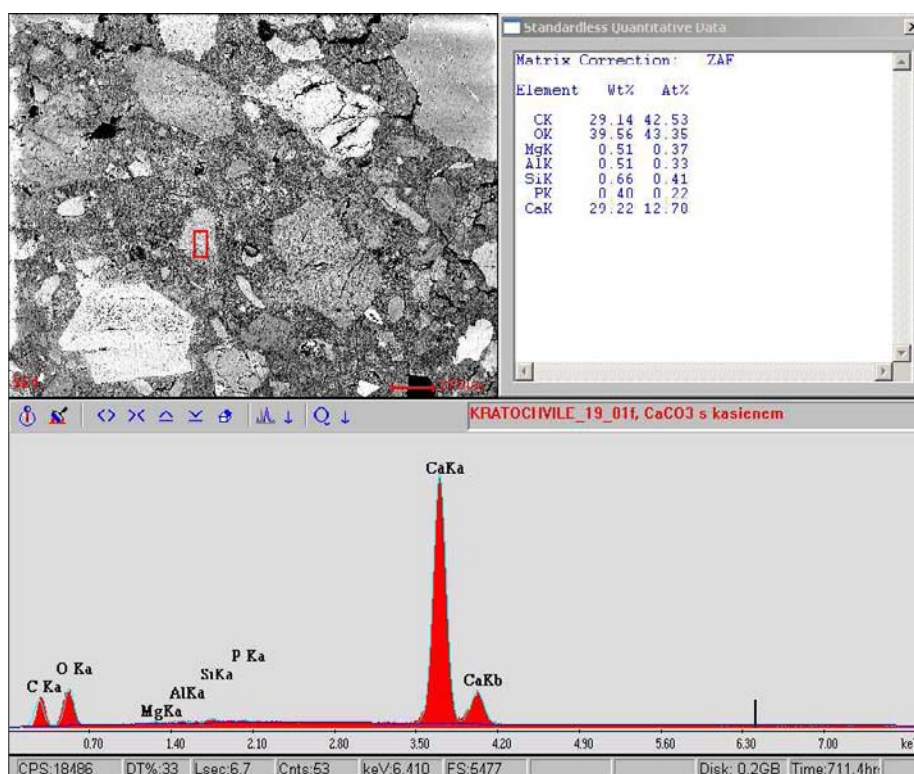 Standardless Quantitative Data
Matrix Correction: ZAF
Element Wt% At%
CK 29.14 42.53
OK 39.56 43.35
MgK 0.51 0.37
AlK 0.51 0.33
SiK 0.66 0.41
PK 0.40 0.22
CaK 29.22 12.70
KRATOCHVILE_19_01f, CaCO3 s kasienem
CaKa
P Ka
O Ka
SiKa
CaKb
C Ka
AlKa
MgKa
0.70 1.40 2.10 2.80 3.50 4.20 4.90 5.60 6.30 7.00 ke
CPS:18486 DT%:33 Lsec:6.7 Cnts:53 keV:6.410 FS:5477 Disk: 0.2GB Time:711.4hr